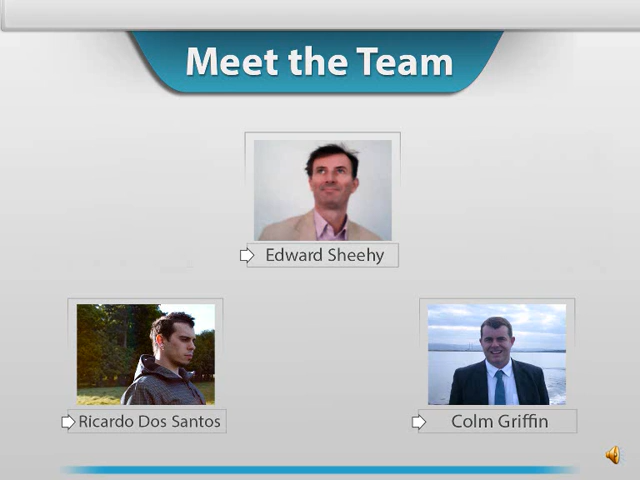 Meet the Team
Edward Sheehy
Ricardo Dos Santos
Colm Griffin